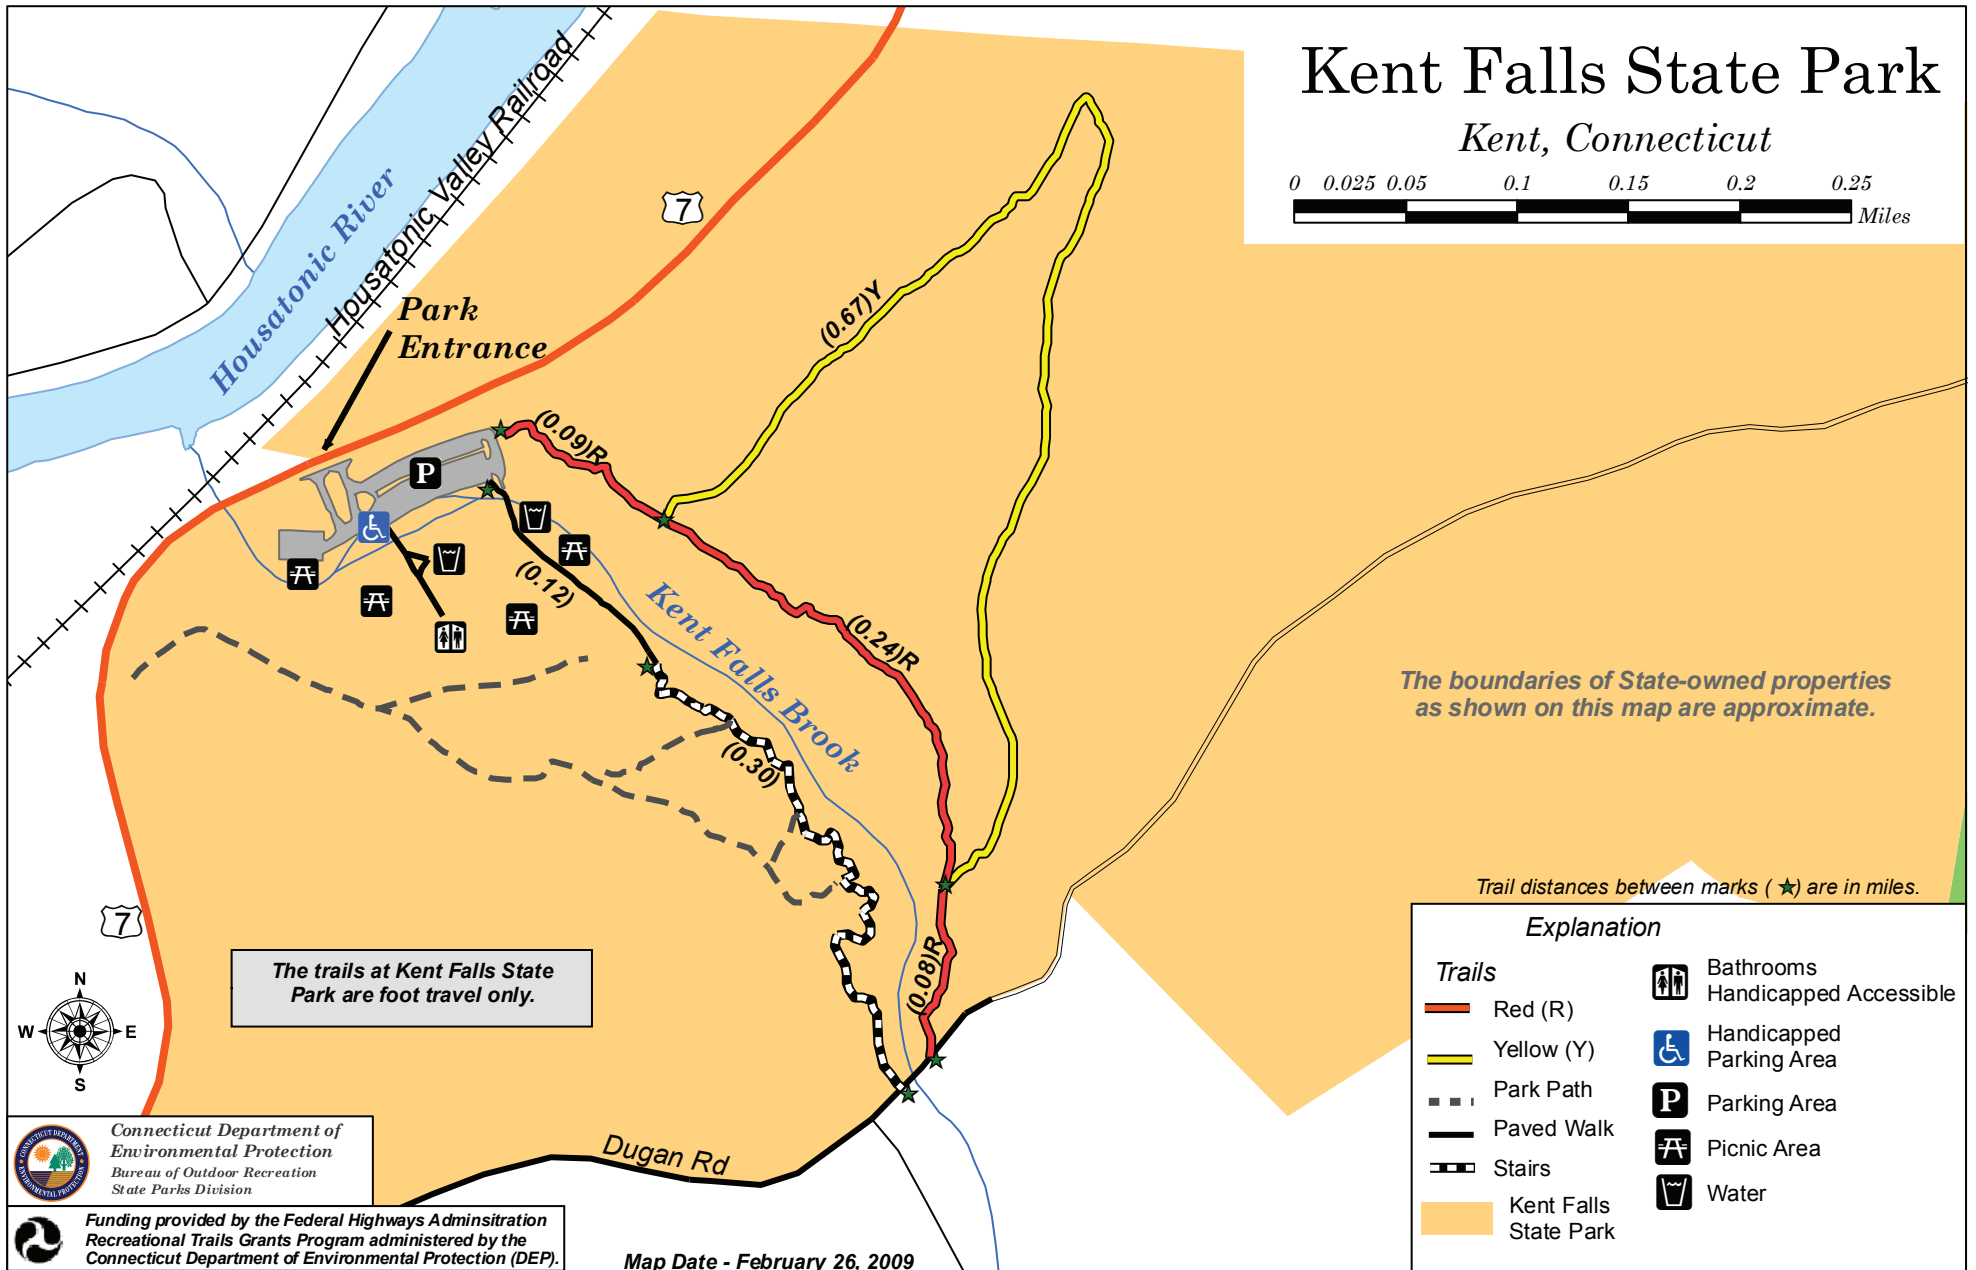 Kent Falls State Park
Kent, Connecticut
0 0.025 0.05 0.1 0.15 0.2 0.25
Miles
Housatonic River
Housatonic Valley Railroad
7
Park
Entrance
(0.67)Y
(0.09)R
P
(0.12)
Kent Falls Brook
(0.24)R
(0.30)
(0.08)R
The boundaries of State-owned properties
as shown on this map are approximate.
7
The trails at Kent Falls State
Park are foot travel only.
N
W E
S
Dugan Rd
Trail distances between marks ( ) are in miles.
Explanation
Trails
Red (R)
Yellow (Y)
Park Path
Paved Walk
Stairs
Kent Falls
State Park
Bathrooms
Handicapped Accessible
Handicapped
Parking Area
P
Parking Area
Picnic Area
Water
CONNECTICUT DEPARTMENT
ENVIRONMENTAL PROTECTION
Connecticut Department of
Environmental Protection
Bureau of Outdoor Recreation
State Parks Division
Funding provided by the Federal Highways Adminsitration
Recreational Trails Grants Program administered by the
Connecticut Department of Environmental Protection (DEP).
Map Date - February 26, 2009